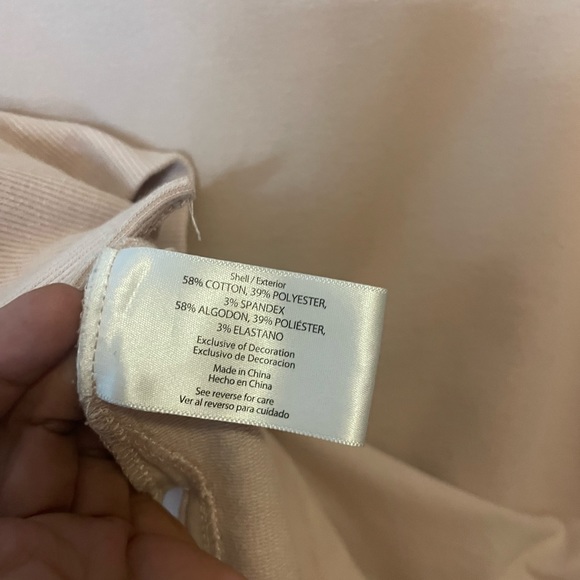 Shell / Exterior
58% COTTON, 39% POLYESTER,
3% SPANDEX
58% ALGODON, 39% POLIÉSTER,
3% ELASTANO
Exclusive of Decoration
Exclusivo de Decoracion
Made in China
Hecho en China
See reverse for care
Ver al reverso para cuidado